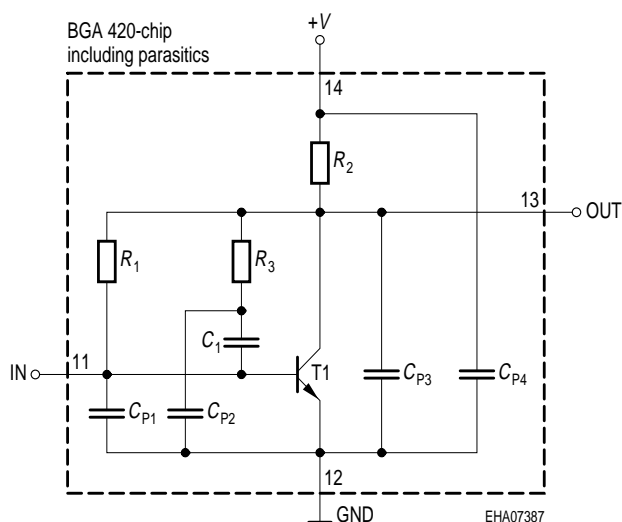 BGA 420-chip
including parasitics
+V
14
R2
13
OUT
R1
R3
C1
11
IN
T1
CP1
CP2
CP3
CP4
12
GND
EHA07387